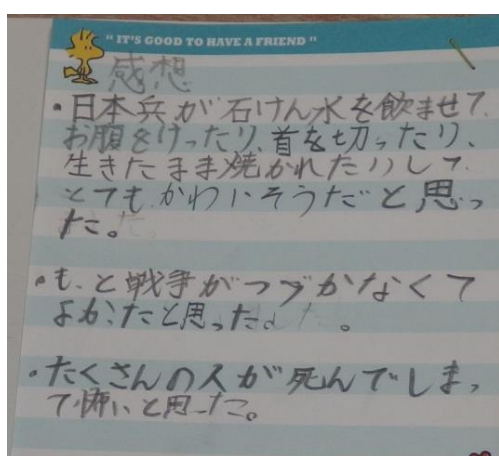 "IT'S GOOD TO HAVE A FRIEND"
感想
・日本兵が石けん水を飲ませて、
お腹をけったり、首を切ったり、
生きたまま焼かれたりして
とてもかわいそうだと思っ
た。
・もっと戦争がつづかなくて
よかったと思った。
・たくさんの人が死んでしまっ
て怖いと思った。